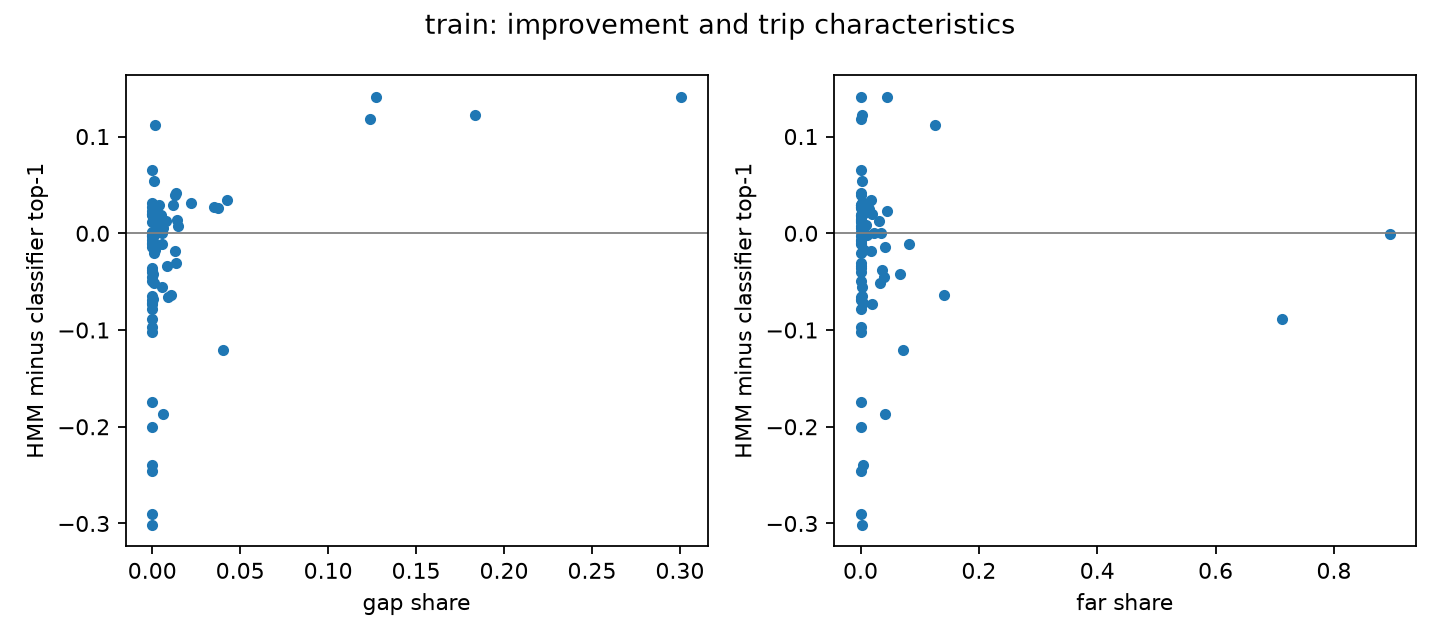 train: improvement and trip characteristics
HMM minus classifier top-1
0.1
0.0
−0.1
−0.2
−0.3
0.00 0.05 0.10 0.15 0.20 0.25 0.30
gap share
HMM minus classifier top-1
0.1
0.0
−0.1
−0.2
−0.3
0.0 0.2 0.4 0.6 0.8
far share